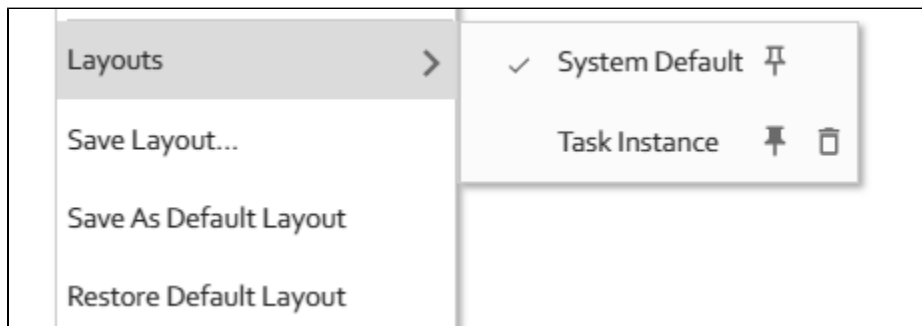 Layouts
System Default
Task Instance
Save Layout...
Save As Default Layout
Restore Default Layout